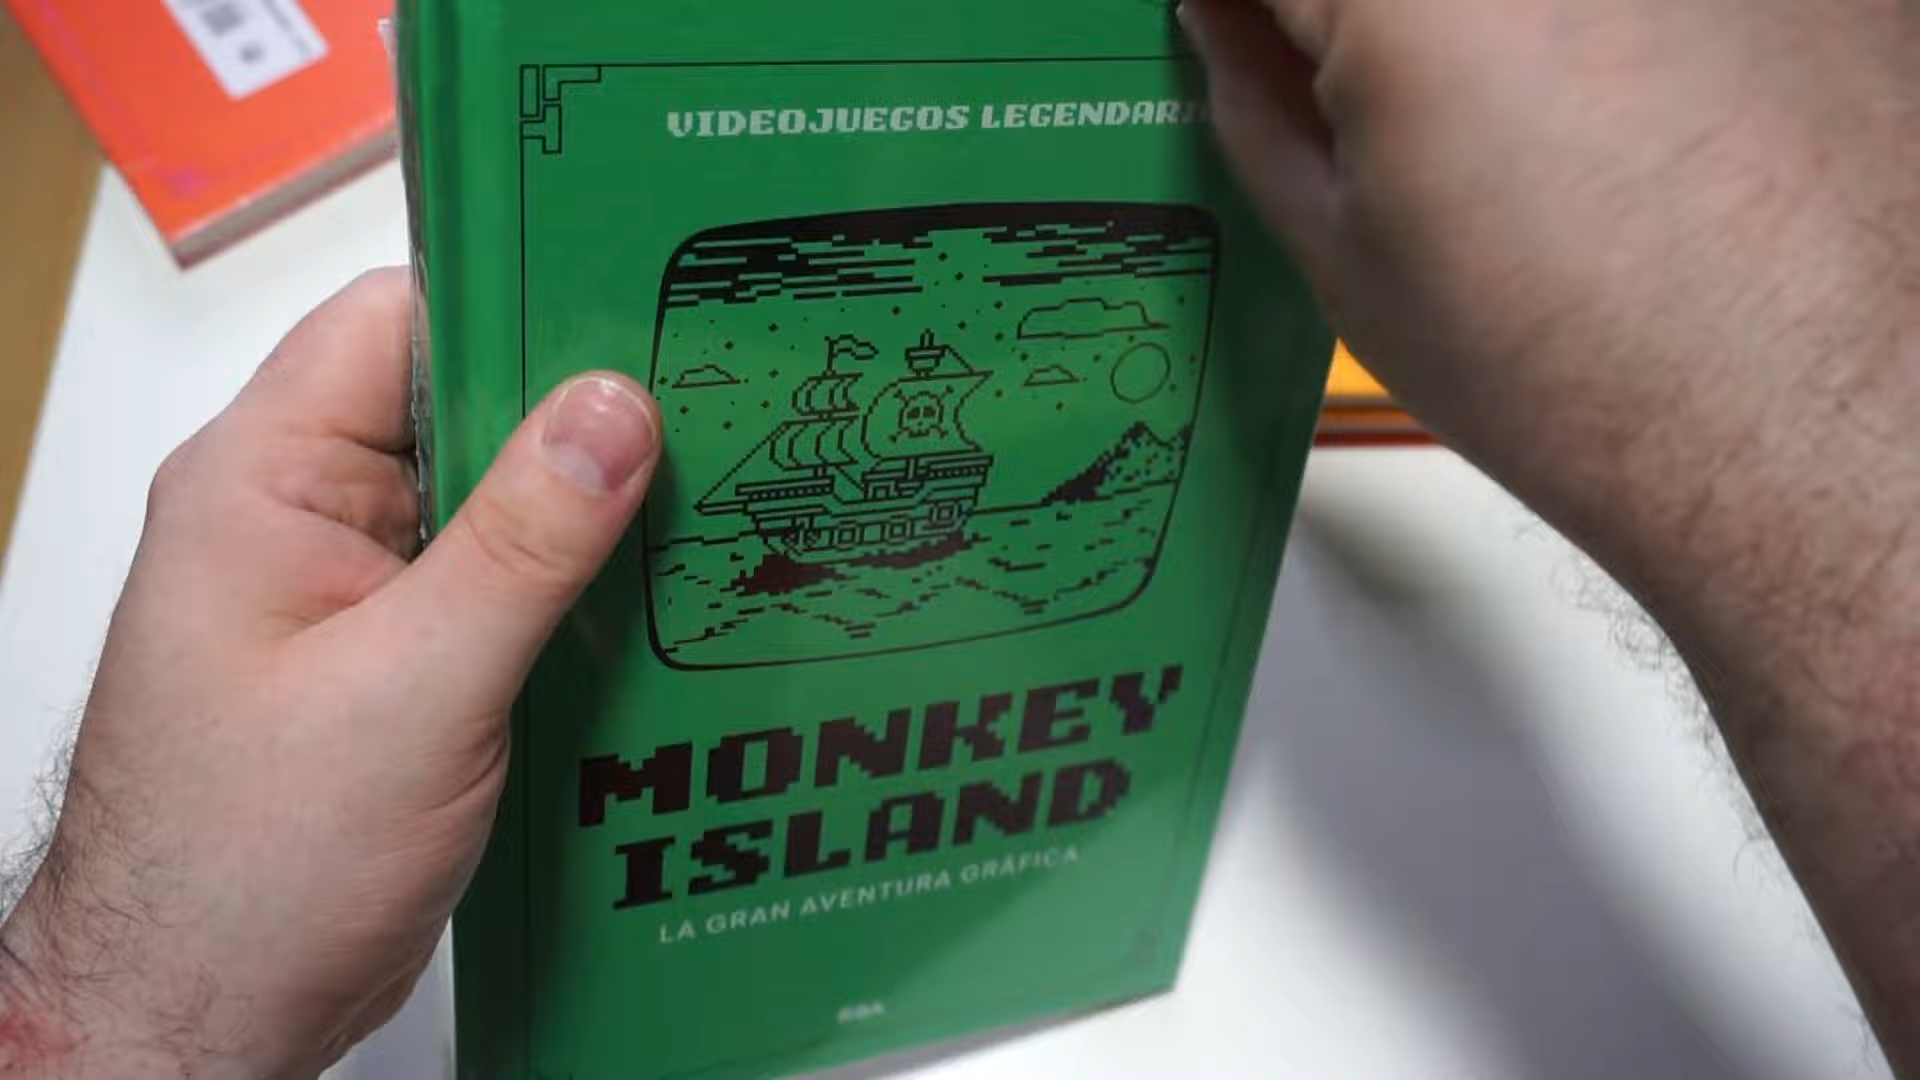 VIDEOJUEGOS LEGENDARI
MONKEY
ISLAND
LA GRAN AVENTURA GRÁFICA
RBA